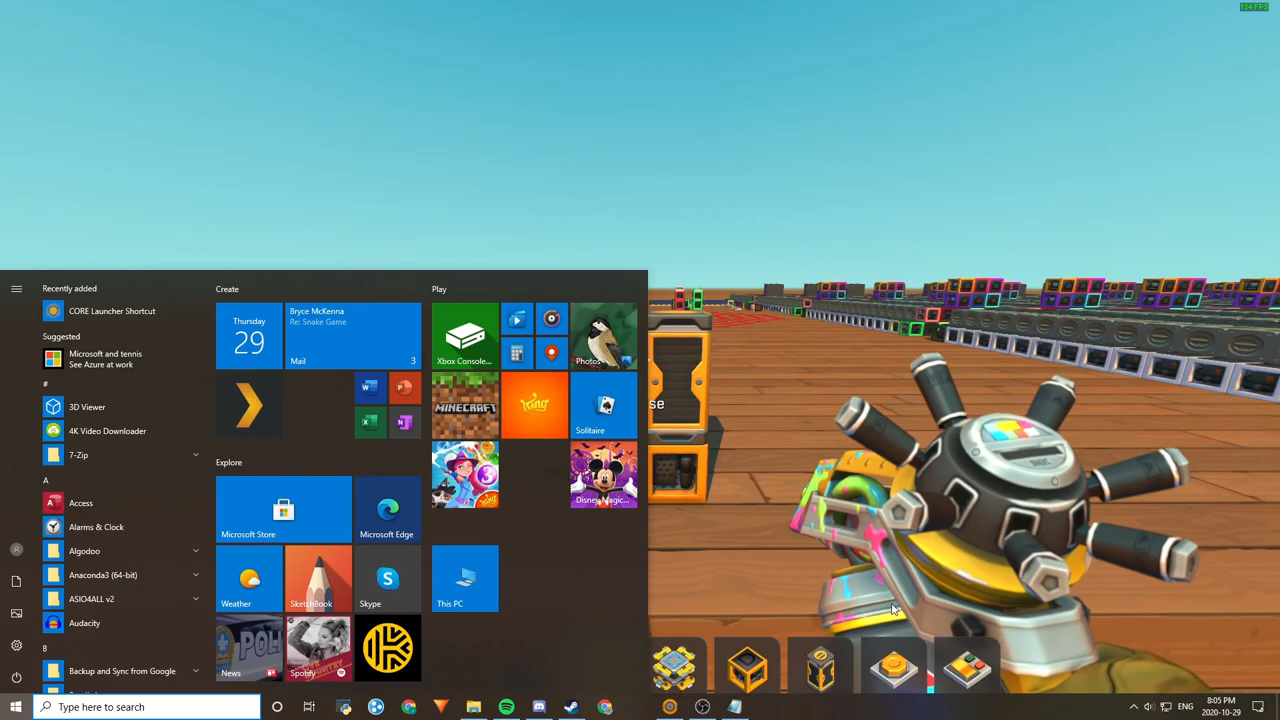 184 FPS
Recently added
CORE Launcher Shortcut
Suggested
Microsoft and tennis
See Azure at work
#
3D Viewer
4K Video Downloader
7-Zip
A
Access
Alarms & Clock
Algodoo
Anaconda3 (64-bit)
ASIO4ALL v2
Audacity
B
Backup and Sync from Google
Create
Thursday
29
Bryce McKenna
Re: Snake Game
Mail
3
Explore
Microsoft Store
Microsoft Edge
Weather
SketchBook
Skype
News
Spotify
Play
Xbox Console...
Photos
MINECRAFT
King
Solitaire
Disney Magic...
This PC
se
INK
Type here to search
ENG
8:05 PM
2020-10-29